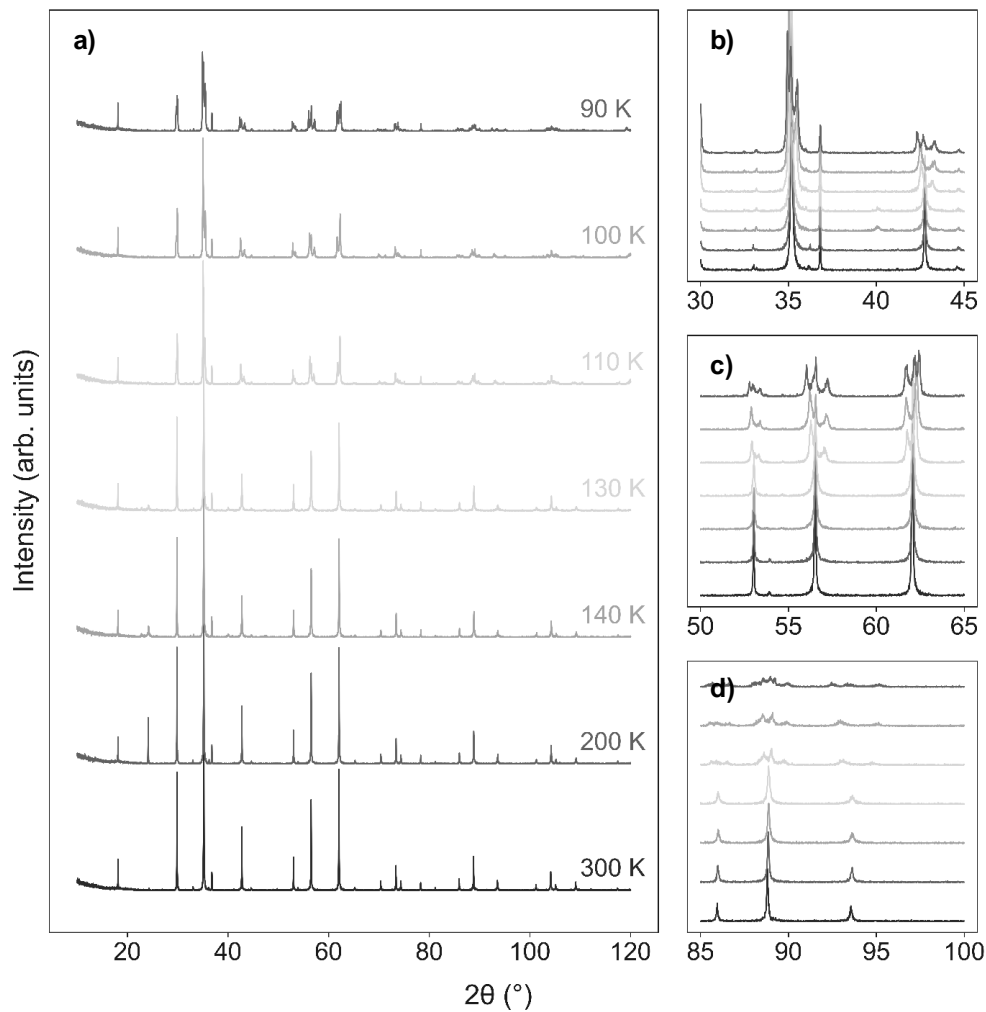 a)
90 K
100 K
110 K
130 K
140 K
200 K
300 K
Intensity (arb. units)
20 40 60 80 100 120
2θ (°)
b)
30 35 40 45
c)
50 55 60 65
d)
85 90 95 100